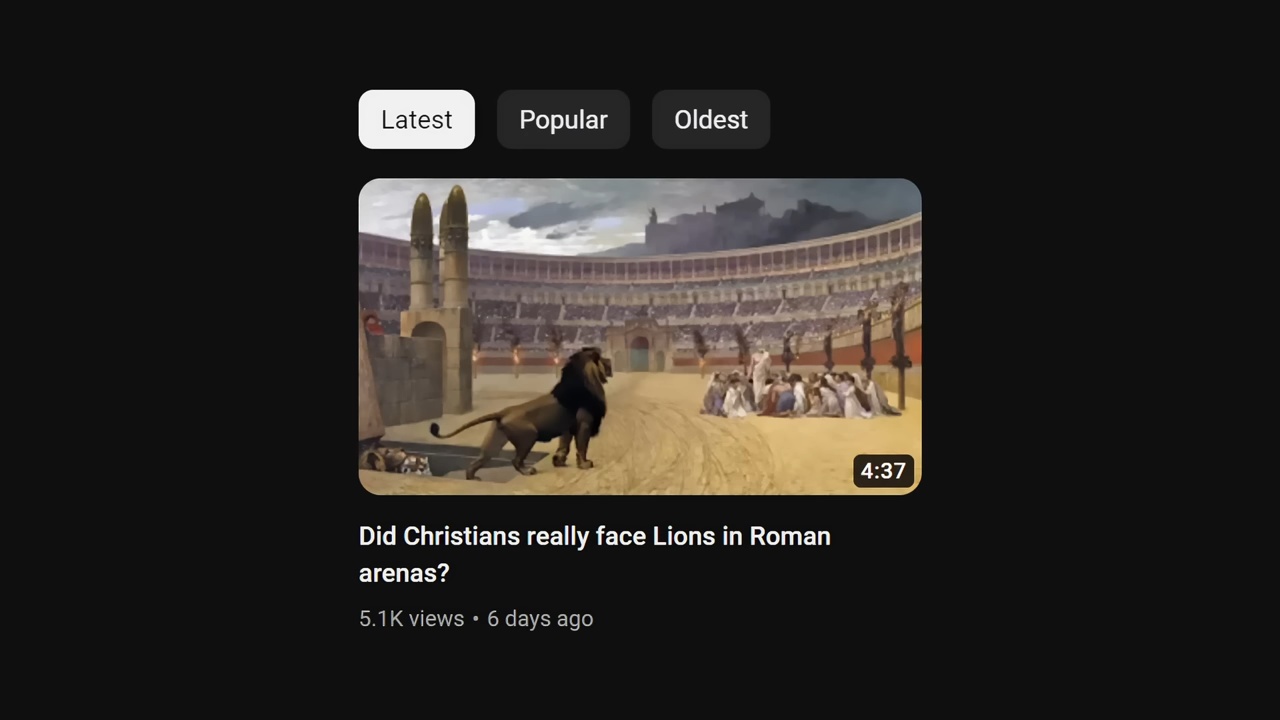 Latest Popular Oldest
4:37
Did Christians really face Lions in Roman
arenas?
5.1K views • 6 days ago